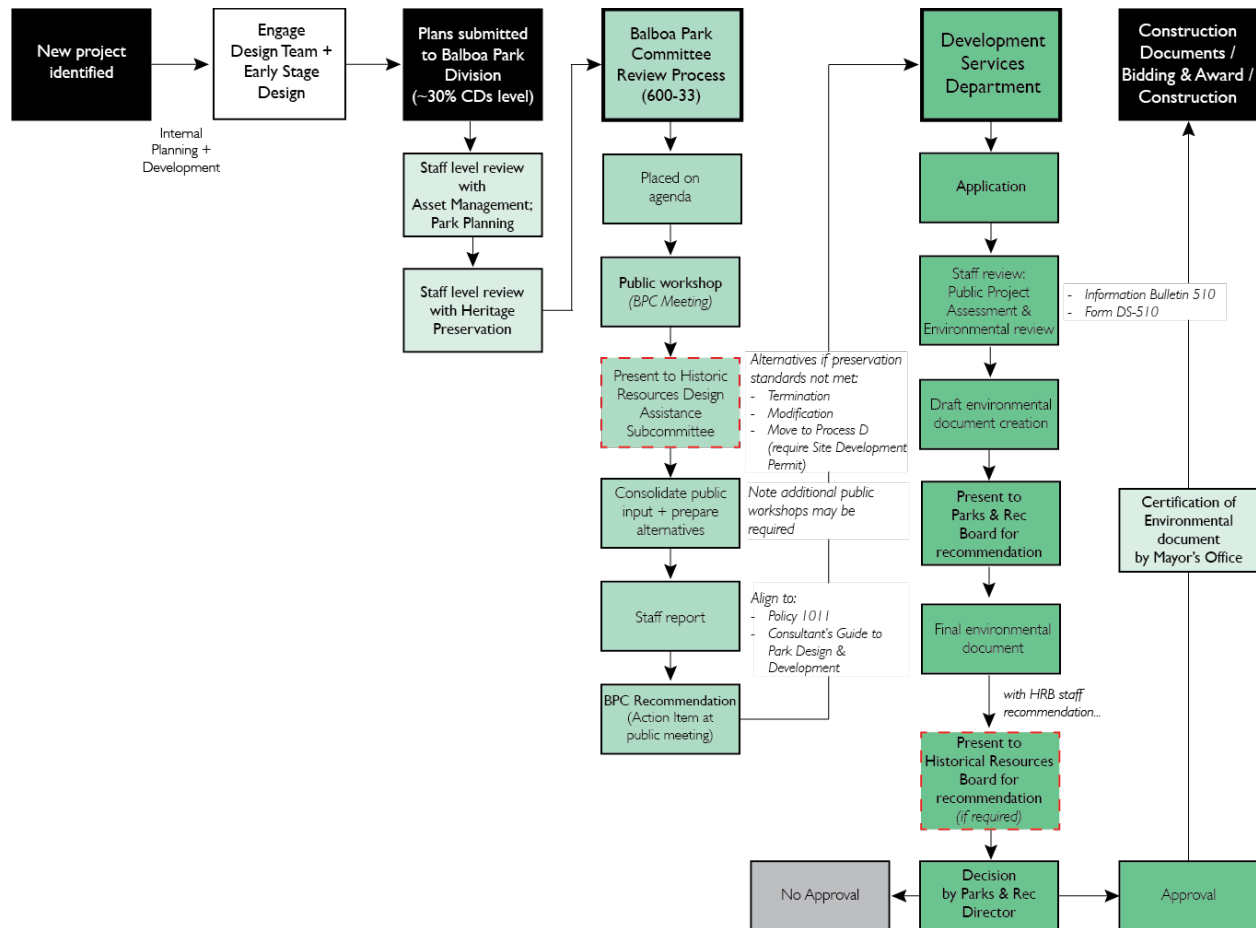 New project
identified
Internal
Planning +
Development
Engage
Design Team +
Early Stage
Design
Plans submitted
to Balboa Park
Division
(~30% CDs level)
Staff level review
with
Asset Management;
Park Planning
Staff level review
with Heritage
Preservation
Balboa Park
Committee
Review Process
(600-33)
Placed on
agenda
Public workshop
(BPC Meeting)
Present to Historic
Resources Design
Assistance
Subcommittee
Alternatives if preservation
standards not met:
- Termination
- Modification
- Move to Process D
(require Site Development
Permit)
Consolidate public
input + prepare
alternatives
Note additional public
workshops may be
required
Staff report
Align to:
- Policy 1011
- Consultant's Guide to
Park Design &
Development
BPC Recommendation
(Action Item at
public meeting)
Development
Services
Department
Application
Staff review:
Public Project
Assessment &
Environmental review
- Information Bulletin 510
- Form DS-510
Draft environmental
document creation
Present to
Parks & Rec
Board for
recommendation
Final environmental
document
with HRB staff
recommendation...
Present to
Historical Resources
Board for
recommendation
(if required)
Decision
by Parks & Rec
Director
No Approval
Approval
Certification of
Environmental
document
by Mayor's Office
Construction
Documents /
Bidding & Award /
Construction